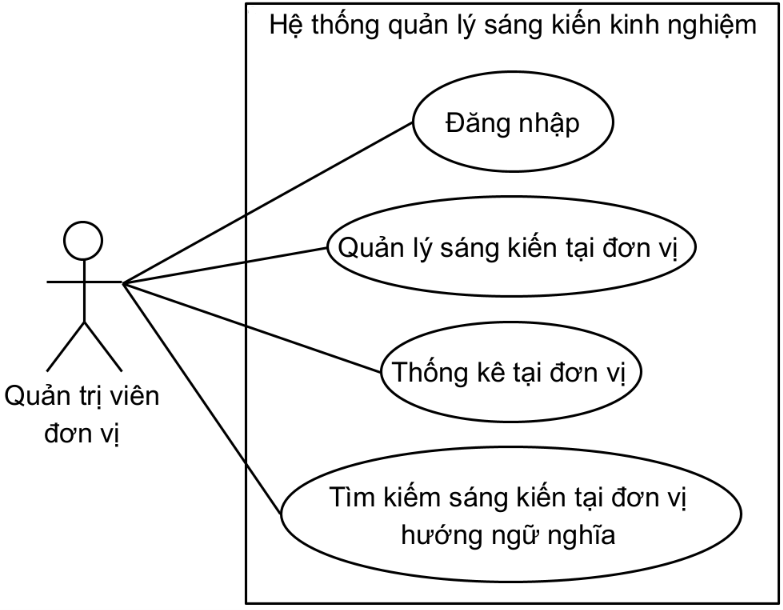 Hệ thống quản lý sáng kiến kinh nghiệm
Đăng nhập
Quản lý sáng kiến tại đơn vị
Thống kê tại đơn vị
Quản trị viên
đơn vị
Tìm kiếm sáng kiến tại đơn vị
hướng ngữ nghĩa